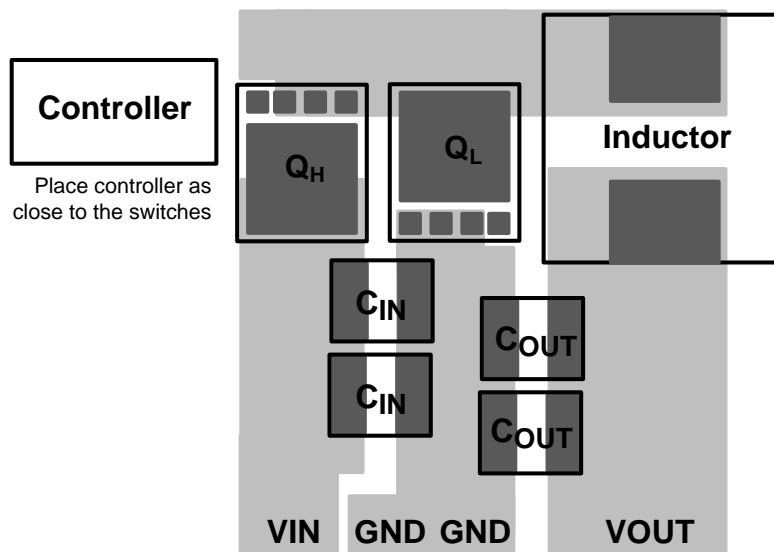 Controller
Place controller as
close to the switches
QH
QL
Inductor
CIN
CIN
COUT
COUT
VIN
GND
GND
VOUT